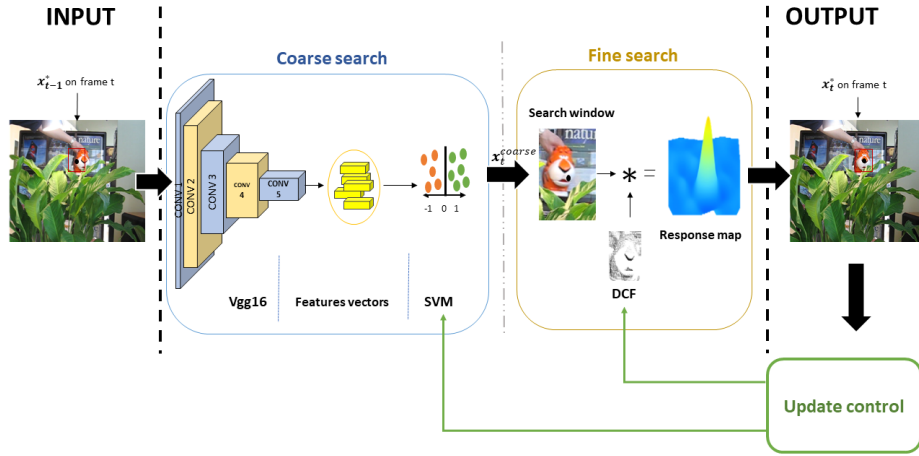 INPUT
OUTPUT
Coarse search
Fine search
x*t-1 on frame t
nature
CONV 1
CONV 2
CONV 3
CONV
4
CONV
5
-1 0 1
Vgg16
Features vectors
SVM
x_t^coarse
Search window
nature
* =
Response map
DCF
x*t on frame t
nature
Update control